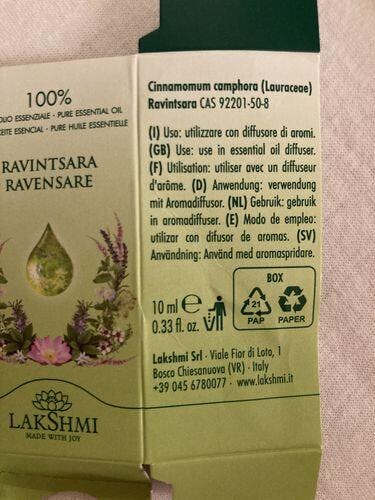 100%
OLIO ESSENZIALE · PURE ESSENTIAL OIL
CEITE ESENCIAL · PURE HUILE ESSENTIELLE
RAVINTSARA
RAVENSARE
LAKSHMI
MADE WITH JOY
Cinnamomum camphora (Lauraceae)
Ravintsara CAS 92201-50-8
(I) Uso: utilizzare con diffusore di aromi.
(GB) Use: use in essential oil diffuser.
(F) Utilisation: utiliser avec un diffuseur
d'arôme. (D) Anwendung: verwendung
mit Aromadiffusor. (NL) Gebruik: gebruik
in aromadiffuser. (E) Modo de empleo:
utilizar con difusor de aromas. (SV)
Användning: Använd med aromaspridare.
10 ml e
0.33 fl. oz.
BOX
21
PAP
PAPER
Lakshmi Srl · Viale Fior di Loto, 1
Bosco Chiesanuova (VR) · Italy
+39 045 6780077 · www.lakshmi.it